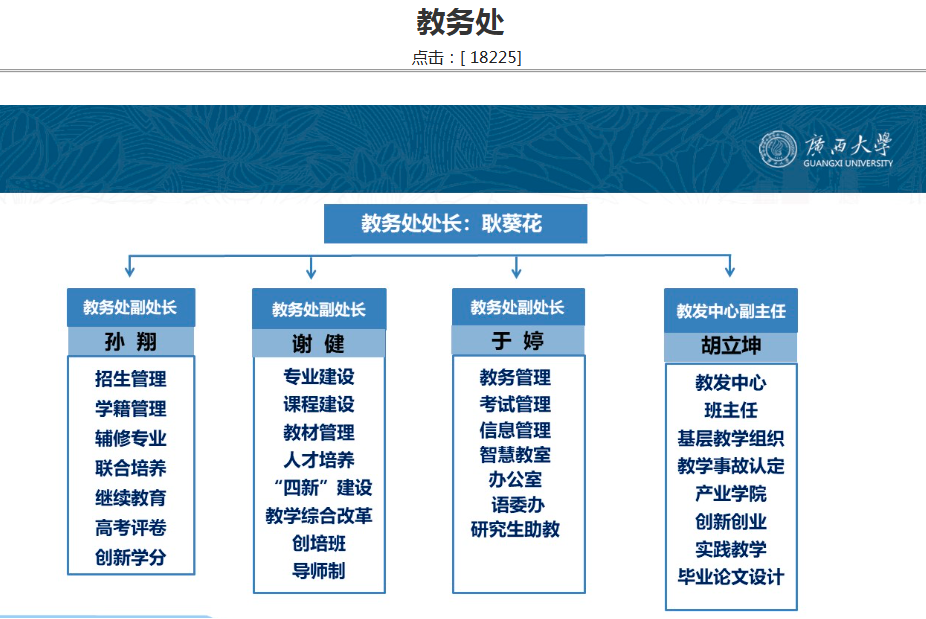 教务处
点击：[ 18225]
廣西大學
GUANGXI UNIVERSITY
教务处处长：耿葵花
教务处副处长
孙 翔
招生管理
学籍管理
辅修专业
联合培养
继续教育
高考评卷
创新学分
教务处副处长
谢 健
专业建设
课程建设
教材管理
人才培养
“四新”建设
教学综合改革
创培班
导师制
教务处副处长
于 婷
教务管理
考试管理
信息管理
智慧教室
办公室
语委办
研究生助教
教发中心副主任
胡立坤
教发中心
班主任
基层教学组织
教学事故认定
产业学院
创新创业
实践教学
毕业论文设计